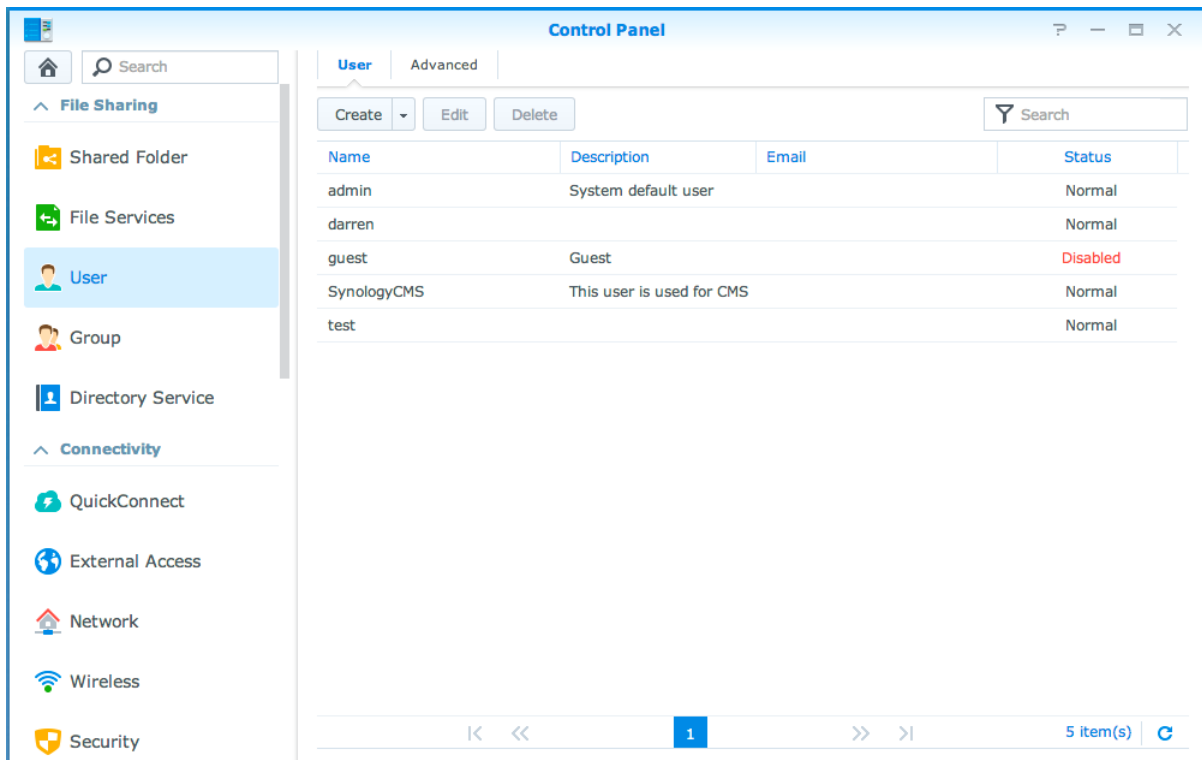 Control Panel
Search
File Sharing
Shared Folder
File Services
User
Group
Directory Service
Connectivity
QuickConnect
External Access
Network
Wireless
Security
User Advanced
Create Edit Delete Search
Name Description Email Status
admin System default user Normal
darren Normal
guest Guest Disabled
SynologyCMS This user is used for CMS Normal
test Normal
1 5 item(s)